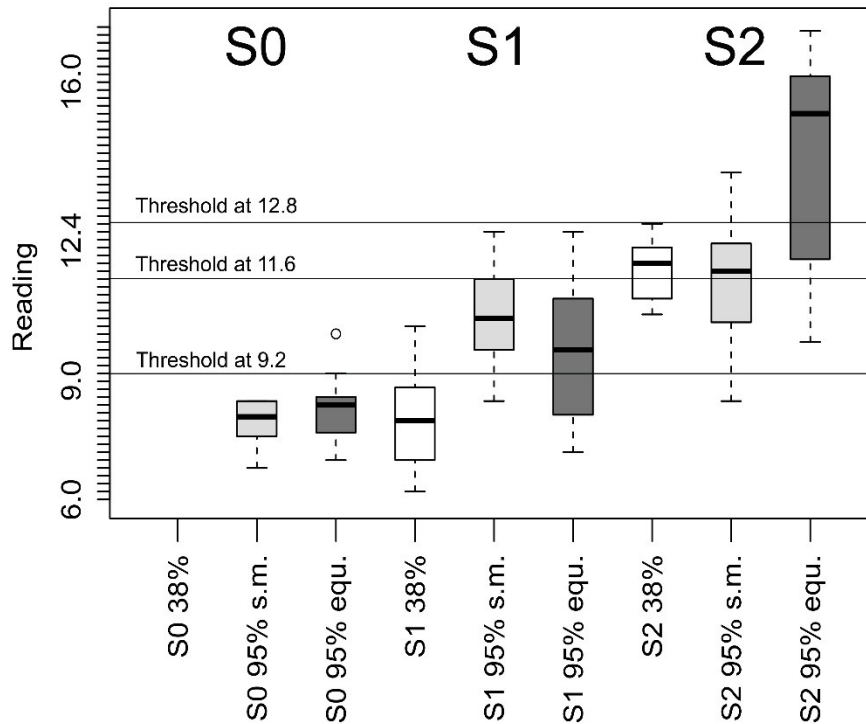 S0 S1 S2
16.0
Threshold at 12.8
12.4
Threshold at 11.6
Reading
Threshold at 9.2
9.0
6.0
S0 38%
S0 95% s.m.
S0 95% equ.
S1 38%
S1 95% s.m.
S1 95% equ.
S2 38%
S2 95% s.m.
S2 95% equ.